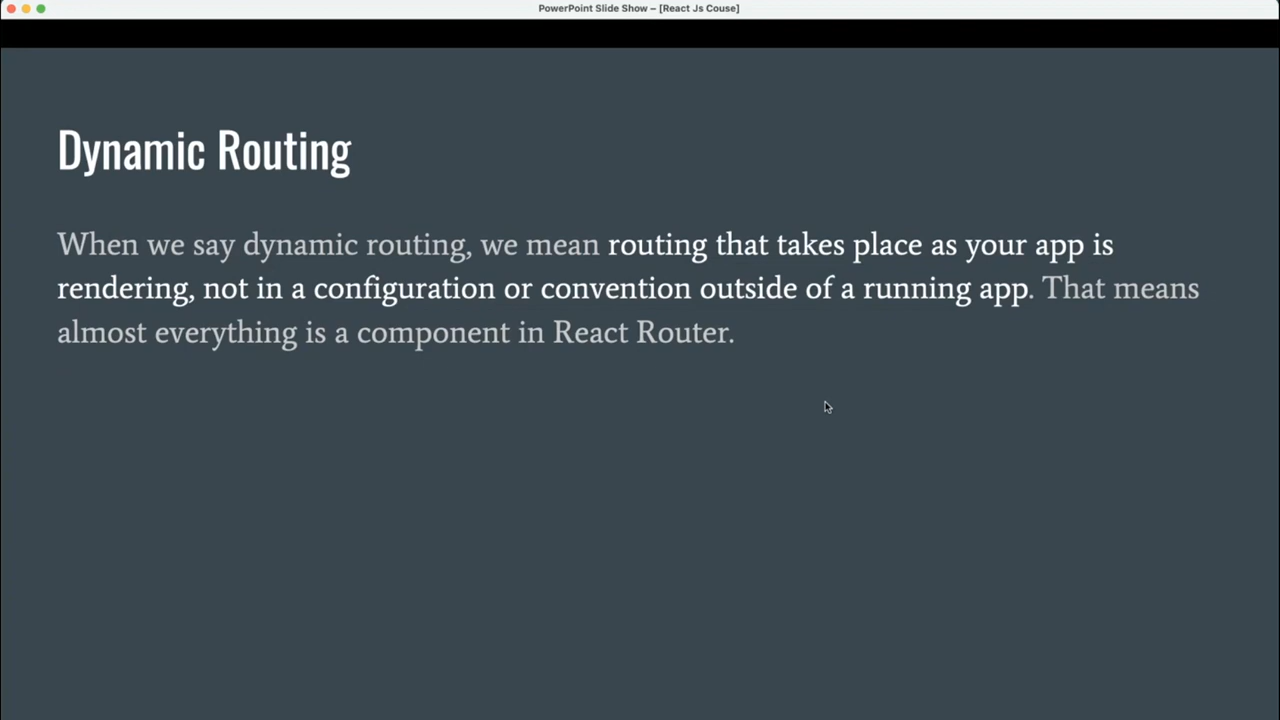 PowerPoint Slide Show – [React Js Couse]
Dynamic Routing
When we say dynamic routing, we mean routing that takes place as your app is
rendering, not in a configuration or convention outside of a running app. That means
almost everything is a component in React Router.